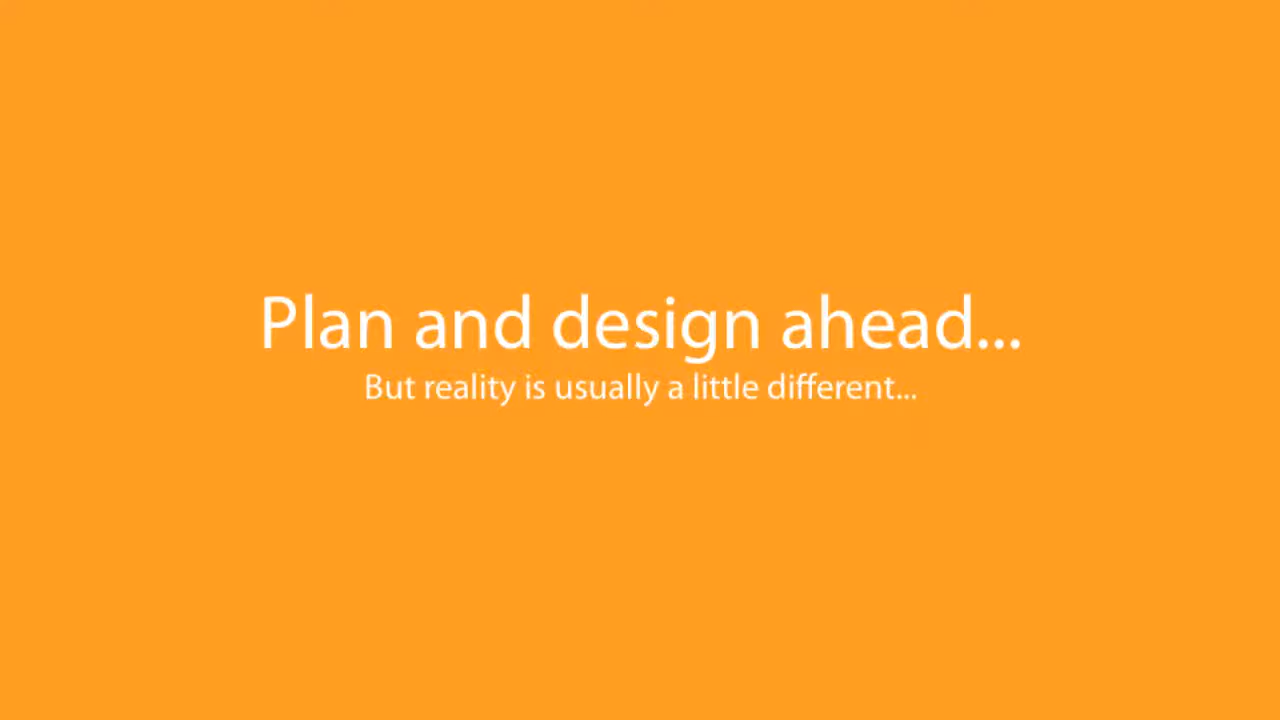 Plan and design ahead...
But reality is usually a little different...